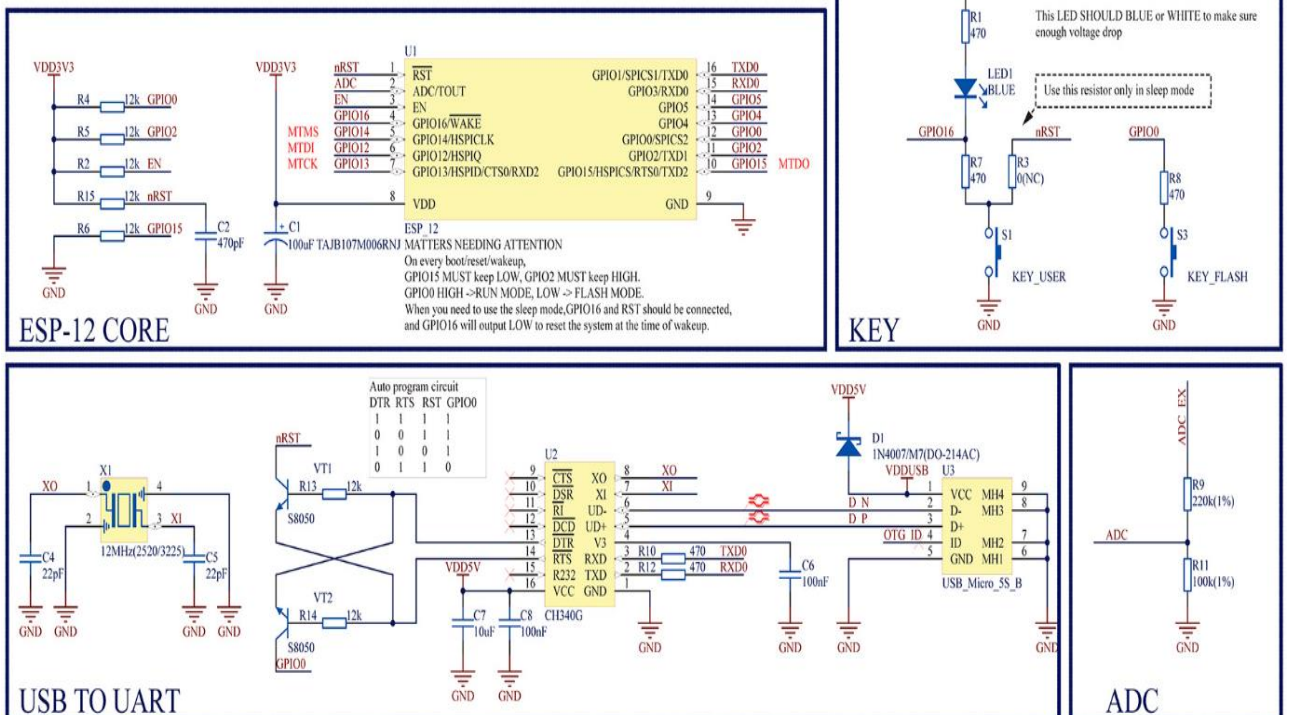 VDD3V3
R4 12k GPIO0
R5 12k GPIO2
R2 12k EN
R15 12k nRST
R6 12k GPIO15
C2
470pF
GND
GND
VDD3V3
C1
100uF TAJB107M006RNJ
GND
U1
nRST 1 RST
ADC 2 ADC/TOUT
EN 3 EN
GPIO16 4 GPIO16/WAKE
MTMS GPIO14 5 GPIO14/HSPICLK
MTDI GPIO12 6 GPIO12/HSPIQ
MTCK GPIO13 7 GPIO13/HSPID/CTS0/RXD2
8 VDD
GPIO1/SPICS1/TXD0 16 TXD0
GPIO3/RXD0 15 RXD0
GPIO5 14 GPIO5
GPIO4 13 GPIO4
GPIO0/SPICS2 12 GPIO0
GPIO2/TXD1 11 GPIO2
GPIO15/HSPICS/RTS0/TXD2 10 GPIO15 MTDO
GND 9
GND
ESP_12
MATTERS NEEDING ATTENTION
On every boot/reset/wakeup,
GPIO15 MUST keep LOW, GPIO2 MUST keep HIGH.
GPIO0 HIGH ->RUN MODE, LOW -> FLASH MODE.
When you need to use the sleep mode,GPIO16 and RST should be connected,
and GPIO16 will output LOW to reset the system at the time of wakeup.
ESP-12 CORE
R1
470
This LED SHOULD BLUE or WHITE to make sure
enough voltage drop
LED1
BLUE
Use this resistor only in sleep mode
GPIO16
nRST
GPIO0
R7
470
R3
0(NC)
R8
470
S1
KEY_USER
S3
KEY_FLASH
GND
GND
KEY
X1
XO 1
4
2
3 XI
12MHz(2520/3225)
C4
22pF
C5
22pF
GND
GND
GND
GND
Auto program circuit
DTR RTS RST GPIO0
1 1 1 1
0 0 1 1
1 0 0 1
0 1 1 0
nRST
VT1
R13 12k
S8050
VT2
R14 12k
S8050
GPIO0
U2
9 CTS
10 DSR
11 RI
12 DCD
13 DTR
14 RTS
15 R232
16 VCC
XO 8 XO
XI 7 XI
UD- 6
UD+ 5
V3 4
RXD 3 R10 470 TXD0
TXD 2 R12 470 RXD0
GND 1
CH340G
VDD5V
C7
10uF
C8
100nF
GND
GND
GND
C6
100nF
GND
D_N
D_P
VDD5V
D1
1N4007/M7(DO-214AC)
VDDUSB
U3
1 VCC MH4 9
2 D- MH3 8
3 D+
OTG_ID 4 ID MH2 7
5 GND MH1 6
USB_Micro_5S_B
GND
GND
USB TO UART
ADC_EX
R9
220k(1%)
ADC
R11
100k(1%)
GND
ADC